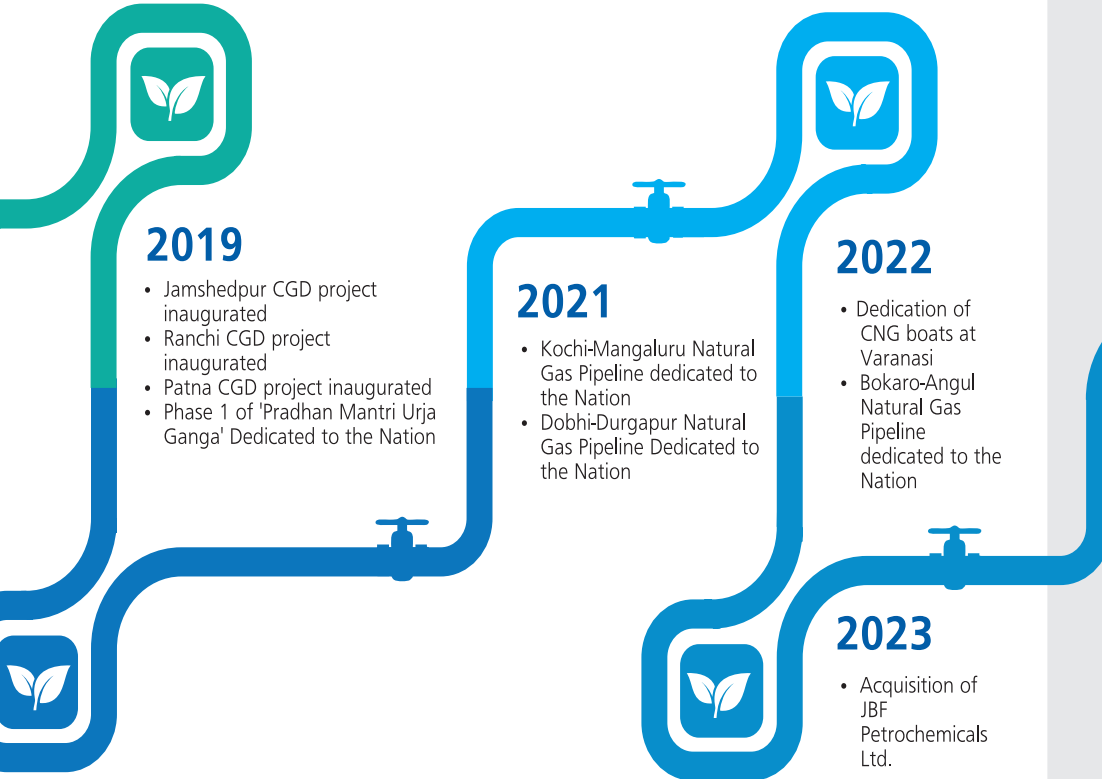 2019
• Jamshedpur CGD project
inaugurated
• Ranchi CGD project
inaugurated
• Patna CGD project inaugurated
• Phase 1 of 'Pradhan Mantri Urja
Ganga' Dedicated to the Nation
2021
• Kochi-Mangaluru Natural
Gas Pipeline dedicated to
the Nation
• Dobhi-Durgapur Natural
Gas Pipeline Dedicated to
the Nation
2022
• Dedication of
CNG boats at
Varanasi
• Bokaro-Angul
Natural Gas
Pipeline
dedicated to the
Nation
2023
• Acquisition of
JBF
Petrochemicals
Ltd.